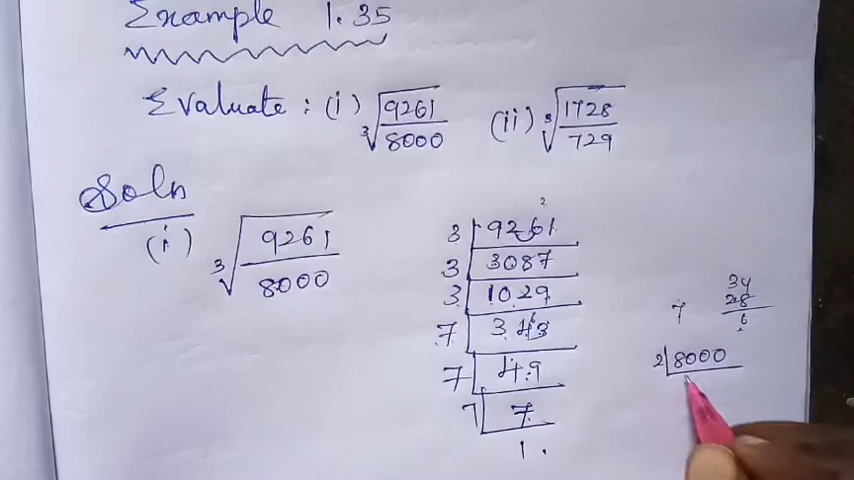 Example 1.35
Evaluate : (i) ∛(9261/8000) (ii) ∛(1728/729)
Soln
(i) ∛(9261/8000)
3 | 9261
3 | 3087
3 | 1029
7 | 343
7 | 49
7 | 7
1.
7
34
28
6
2 | 8000